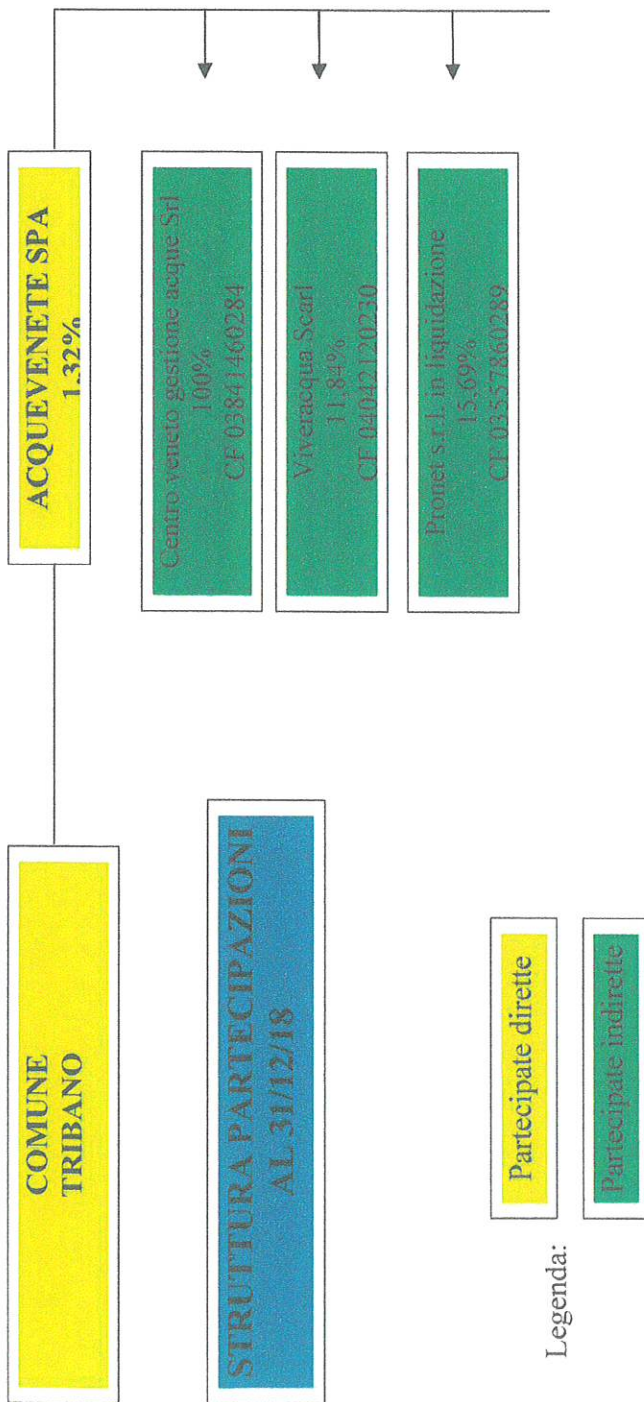 COMUNE
TRIBANO
ACQUEVENETE SPA
1.32%
STRUTTURA PARTECIPAZIONI
AL 31/12/18
Centro veneto gestione acque Srl
100%
CF 03841460284
Viveracqua Scarl
11,84%
CF 04042120230
Pronet s.r.l. in liquidazione
15,69%
CF 03557860289
Legenda:
Partecipate dirette
Partecipate indirette